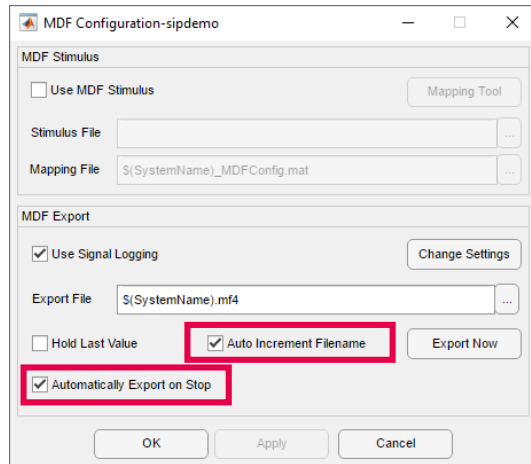 MDF Configuration-sipdemo
MDF Stimulus
Use MDF Stimulus
Mapping Tool
Stimulus File
...
Mapping File
$(SystemName)_MDFConfig.mat
...
MDF Export
Use Signal Logging
Change Settings
Export File
$(SystemName).mf4
...
Hold Last Value
Auto Increment Filename
Export Now
Automatically Export on Stop
OK
Apply
Cancel